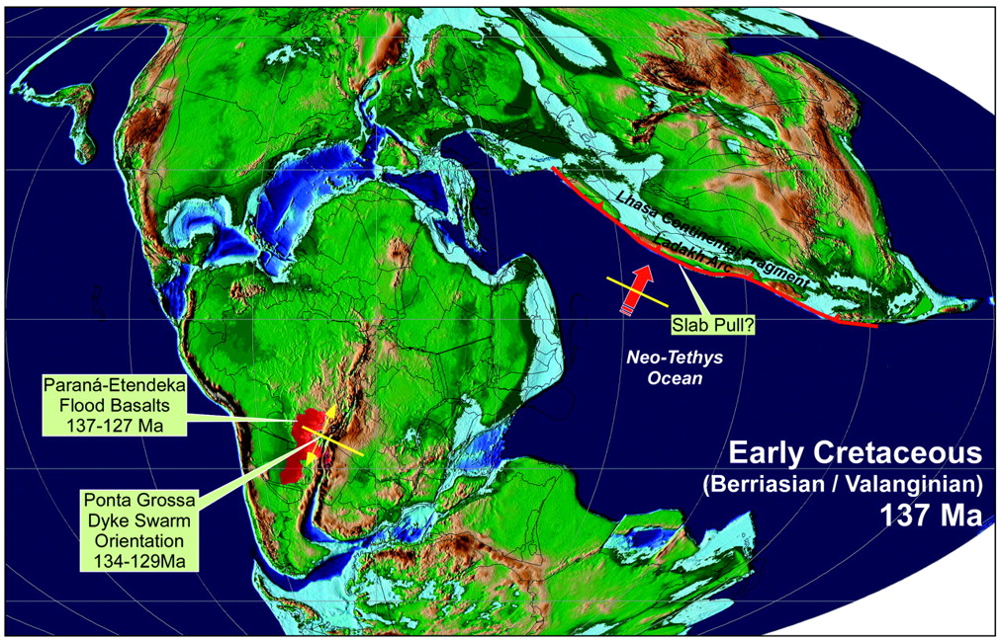 Lhasa Continental Fragment
Ladakh Arc
Slab Pull?
Neo-Tethys
Ocean
Paraná-Etendeka
Flood Basalts
137-127 Ma
Early Cretaceous
(Berriasian / Valanginian)
137 Ma
Ponta Grossa
Dyke Swarm
Orientation
134-129Ma